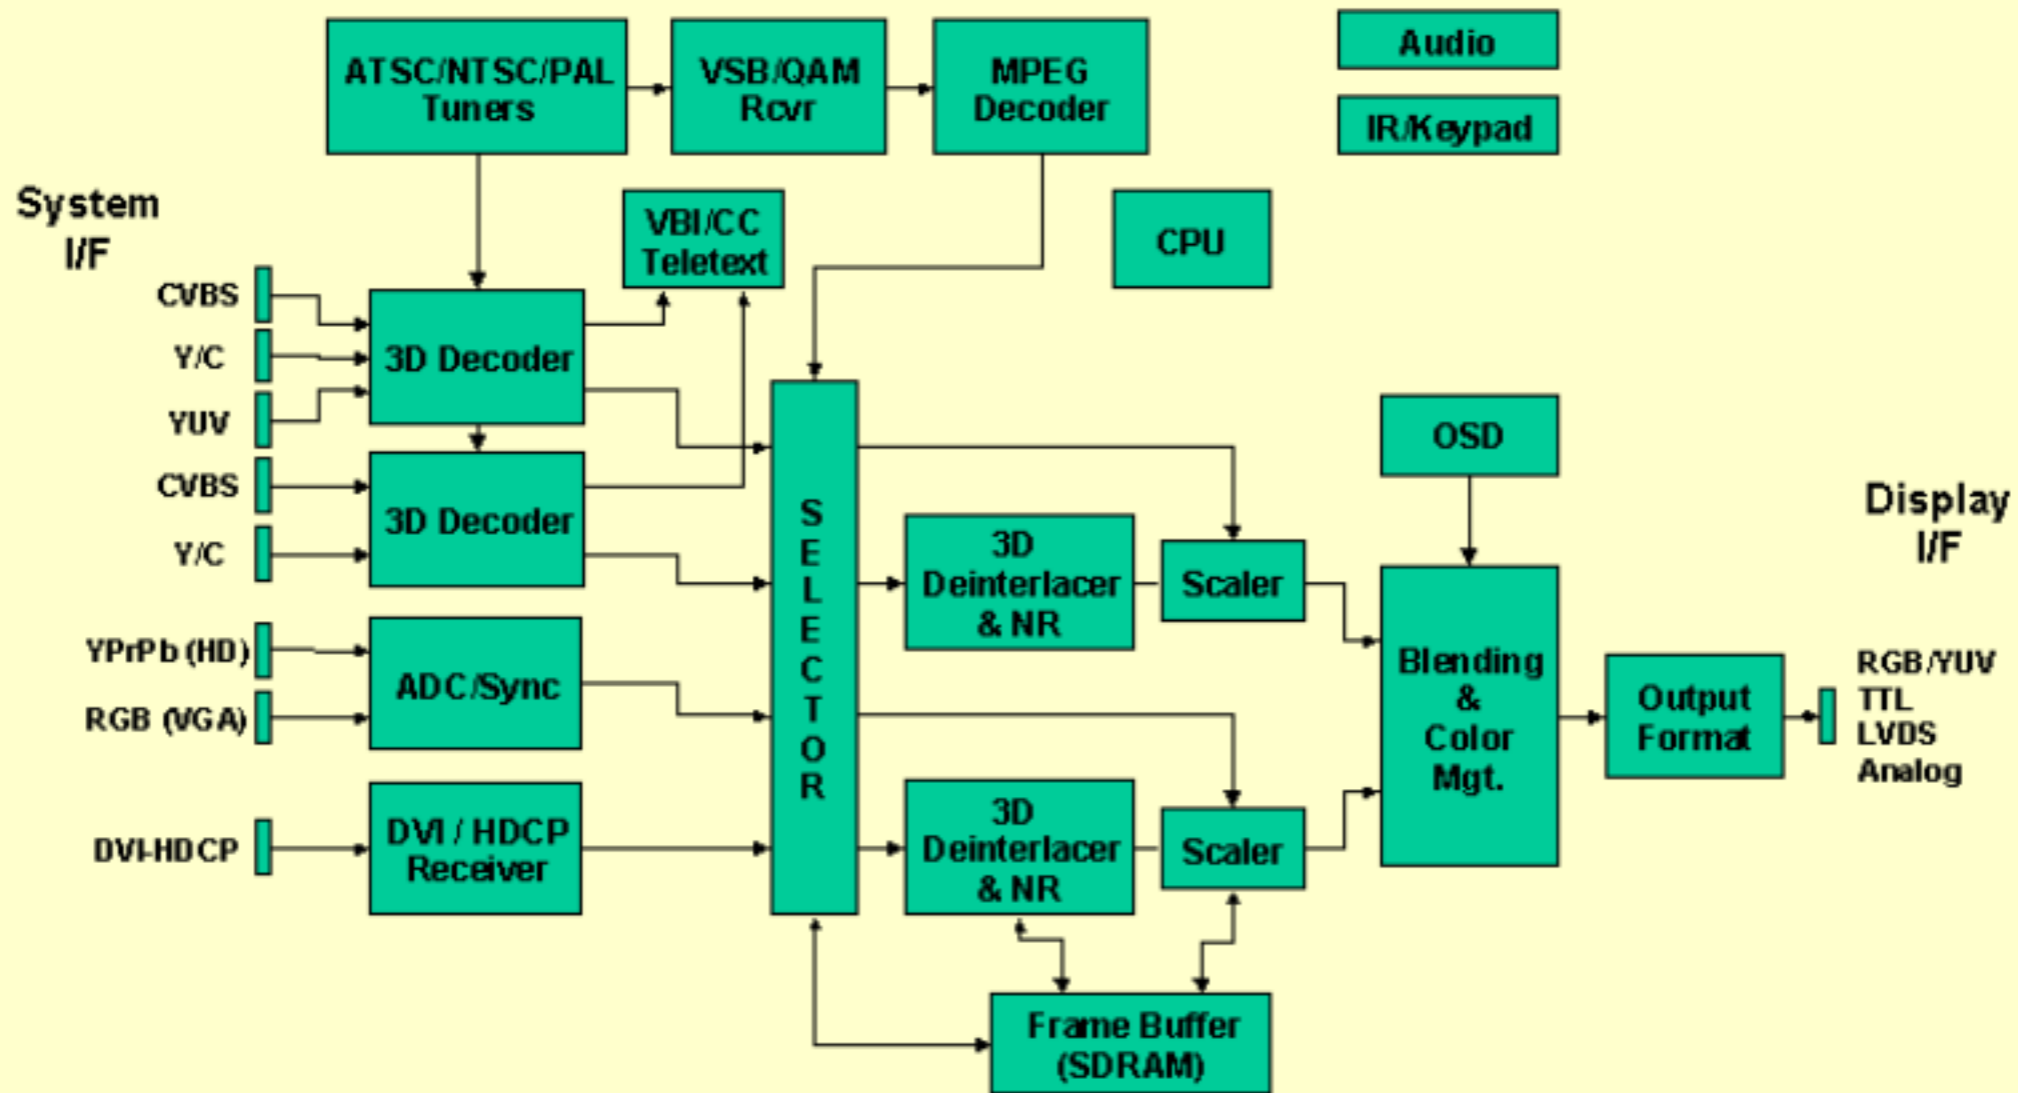 ATSC/NTSC/PAL
Tuners
VSB/QAM
Rcvr
MPEG
Decoder
Audio
IR/Keypad
System
I/F
VBI/CC
Teletext
CPU
CVBS
Y/C
YUV
3D Decoder
CVBS
Y/C
3D Decoder
YPrPb (HD)
RGB (VGA)
ADC/Sync
DVI-HDCP
DVI / HDCP
Receiver
S
E
L
E
C
T
O
R
3D
Deinterlacer
& NR
Scaler
3D
Deinterlacer
& NR
Scaler
Frame Buffer
(SDRAM)
OSD
Blending
&
Color
Mgt.
Output
Format
Display
I/F
RGB/YUV
TTL
LVDS
Analog